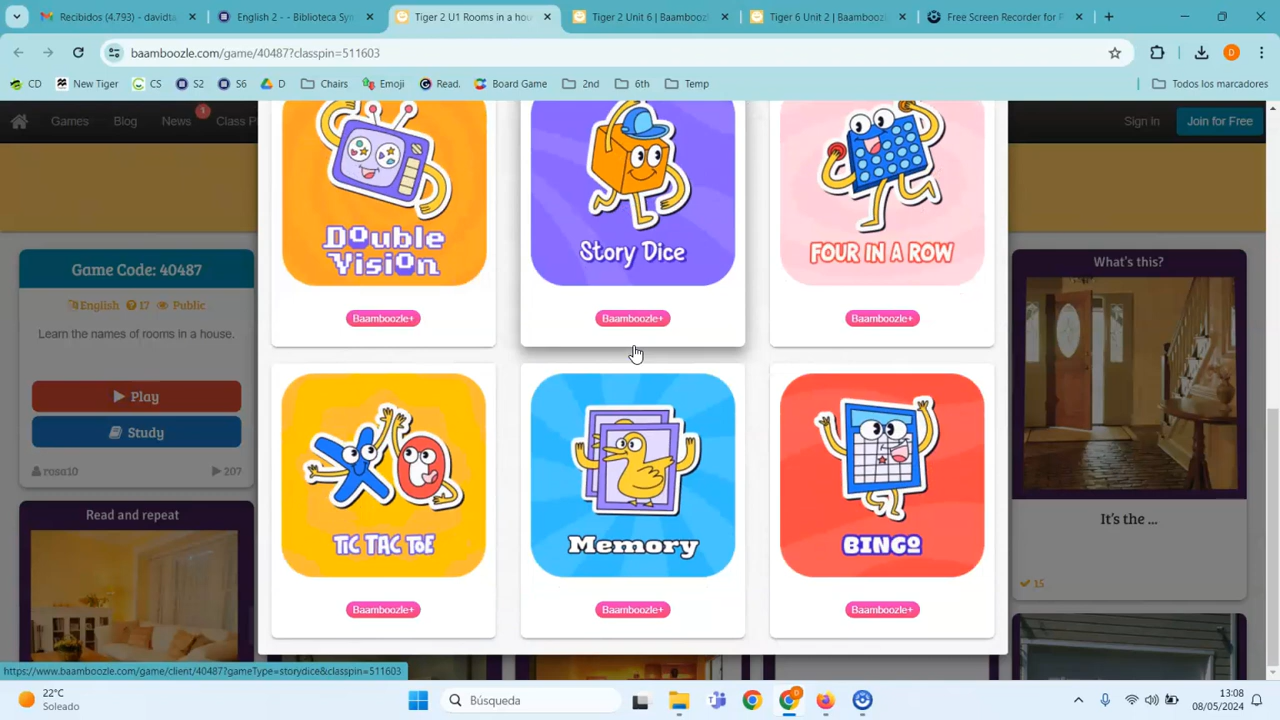 Recibidos (4.793) - davidta
English 2 - - Biblioteca Syn
Tiger 2 U1 Rooms in a hou
Tiger 2 Unit 6 | Baambooz
Tiger 6 Unit 2 | Baambooz
Free Screen Recorder for F
baamboozle.com/game/40487?classpin=511603
D
CD
New Tiger
CS
S2
S6
D
Chairs
Emoji
Read.
Board Game
2nd
6th
Temp
Todos los marcadores
Games
Blog
News
1
Class P
Sign In
Join for Free
Game Code: 40487
English
17
Public
Learn the names of rooms in a house.
Play
Study
rosa10
207
Read and repeat
Double
Vision
Baamboozle+
Story Dice
Baamboozle+
FOUR IN A ROW
Baamboozle+
TIC TAC TOE
Baamboozle+
Memory
Baamboozle+
BINGO
Baamboozle+
What's this?
It's the ...
15
https://www.baamboozle.com/game/client/40487?gameType=storydice&classpin=511603
22°C
Soleado
Búsqueda
13:08
08/05/2024